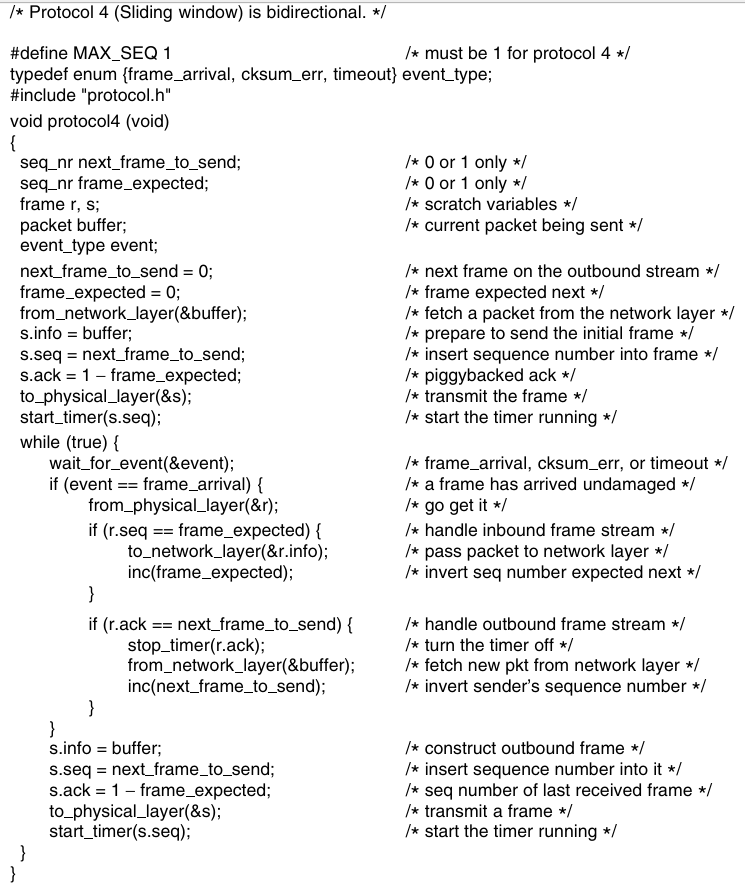 /* Protocol 4 (Sliding window) is bidirectional. */
#define MAX_SEQ 1 /* must be 1 for protocol 4 */
typedef enum {frame_arrival, cksum_err, timeout} event_type;
#include "protocol.h"
void protocol4 (void)
{
seq_nr next_frame_to_send; /* 0 or 1 only */
seq_nr frame_expected; /* 0 or 1 only */
frame r, s; /* scratch variables */
packet buffer; /* current packet being sent */
event_type event;
next_frame_to_send = 0; /* next frame on the outbound stream */
frame_expected = 0; /* frame expected next */
from_network_layer(&buffer); /* fetch a packet from the network layer */
s.info = buffer; /* prepare to send the initial frame */
s.seq = next_frame_to_send; /* insert sequence number into frame */
s.ack = 1 − frame_expected; /* piggybacked ack */
to_physical_layer(&s); /* transmit the frame */
start_timer(s.seq); /* start the timer running */
while (true) {
wait_for_event(&event); /* frame_arrival, cksum_err, or timeout */
if (event == frame_arrival) { /* a frame has arrived undamaged */
from_physical_layer(&r); /* go get it */
if (r.seq == frame_expected) { /* handle inbound frame stream */
to_network_layer(&r.info); /* pass packet to network layer */
inc(frame_expected); /* invert seq number expected next */
}
if (r.ack == next_frame_to_send) { /* handle outbound frame stream */
stop_timer(r.ack); /* turn the timer off */
from_network_layer(&buffer); /* fetch new pkt from network layer */
inc(next_frame_to_send); /* invert sender's sequence number */
}
}
s.info = buffer; /* construct outbound frame */
s.seq = next_frame_to_send; /* insert sequence number into it */
s.ack = 1 − frame_expected; /* seq number of last received frame */
to_physical_layer(&s); /* transmit a frame */
start_timer(s.seq); /* start the timer running */
}
}